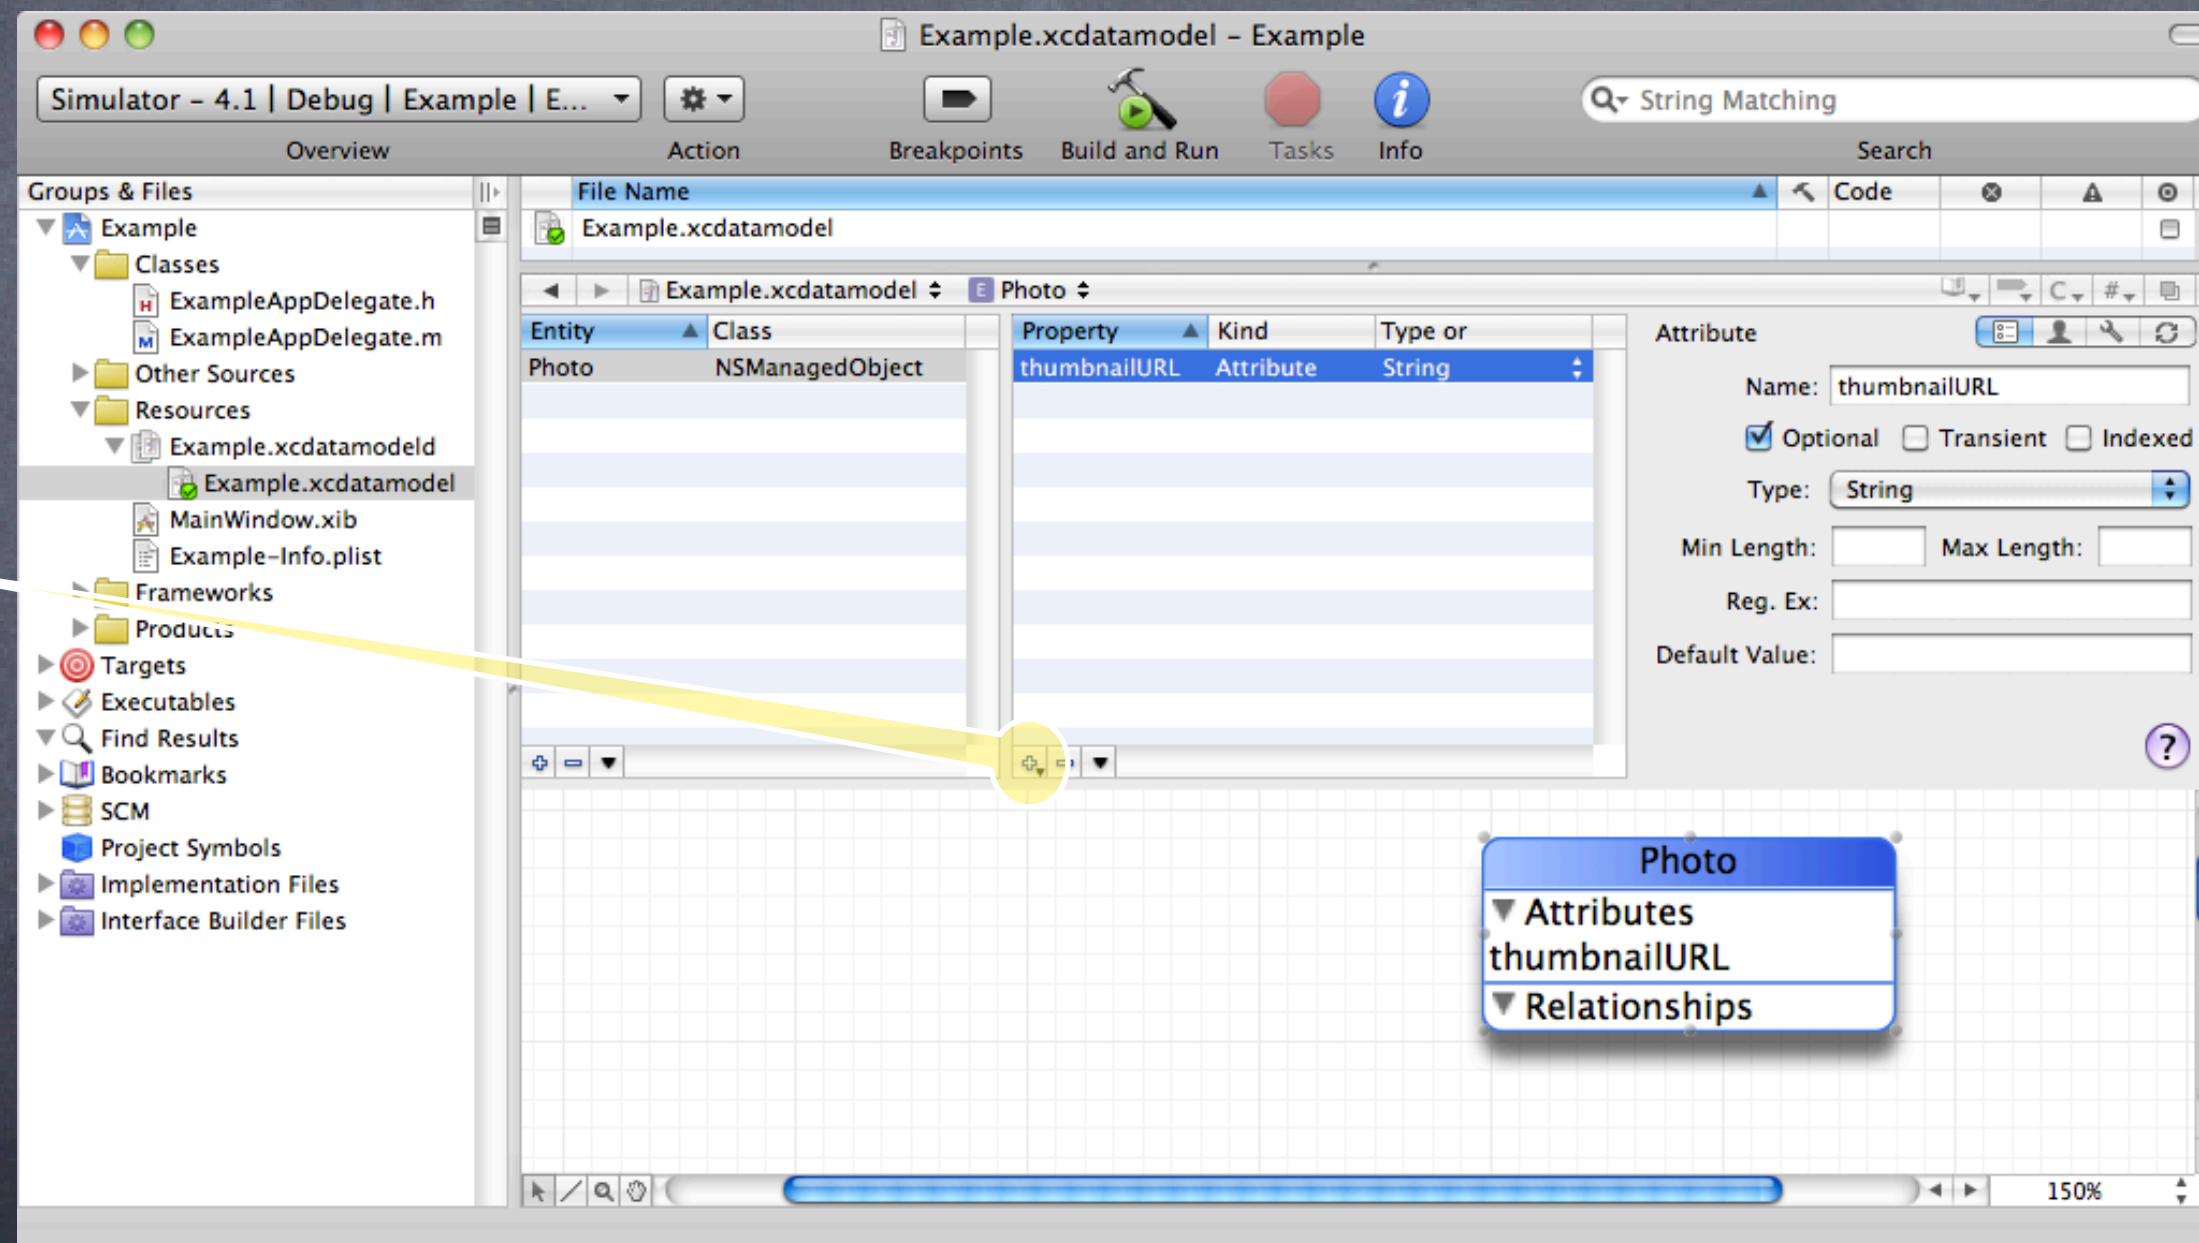 Example.xcdatamodel – Example
Simulator – 4.1 | Debug | Example | E...
String Matching
Overview
Action
Breakpoints
Build and Run
Tasks
Info
Search
Groups & Files
Example
Classes
ExampleAppDelegate.h
ExampleAppDelegate.m
Other Sources
Resources
Example.xcdatamodeld
Example.xcdatamodel
MainWindow.xib
Example-Info.plist
Frameworks
Products
Targets
Executables
Find Results
Bookmarks
SCM
Project Symbols
Implementation Files
Interface Builder Files
File Name
Code
Example.xcdatamodel
Example.xcdatamodel
E Photo
C
#
Entity
Class
Photo
NSManagedObject
Property
Kind
Type or
thumbnailURL
Attribute
String
Attribute
Name: thumbnailURL
Optional
Transient
Indexed
Type: String
Min Length:
Max Length:
Reg. Ex:
Default Value:
?
Photo
Attributes
thumbnailURL
Relationships
150%